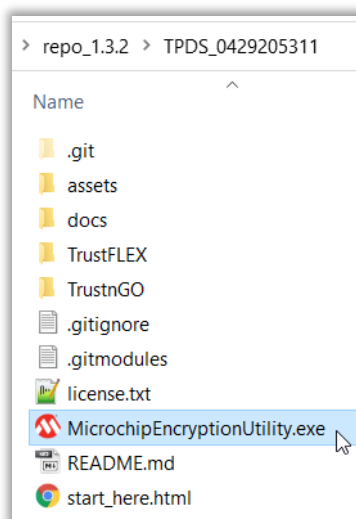 repo_1.3.2 > TPDS_0429205311
Name
.git
assets
docs
TrustFLEX
TrustnGO
.gitignore
.gitmodules
license.txt
MicrochipEncryptionUtility.exe
README.md
start_here.html